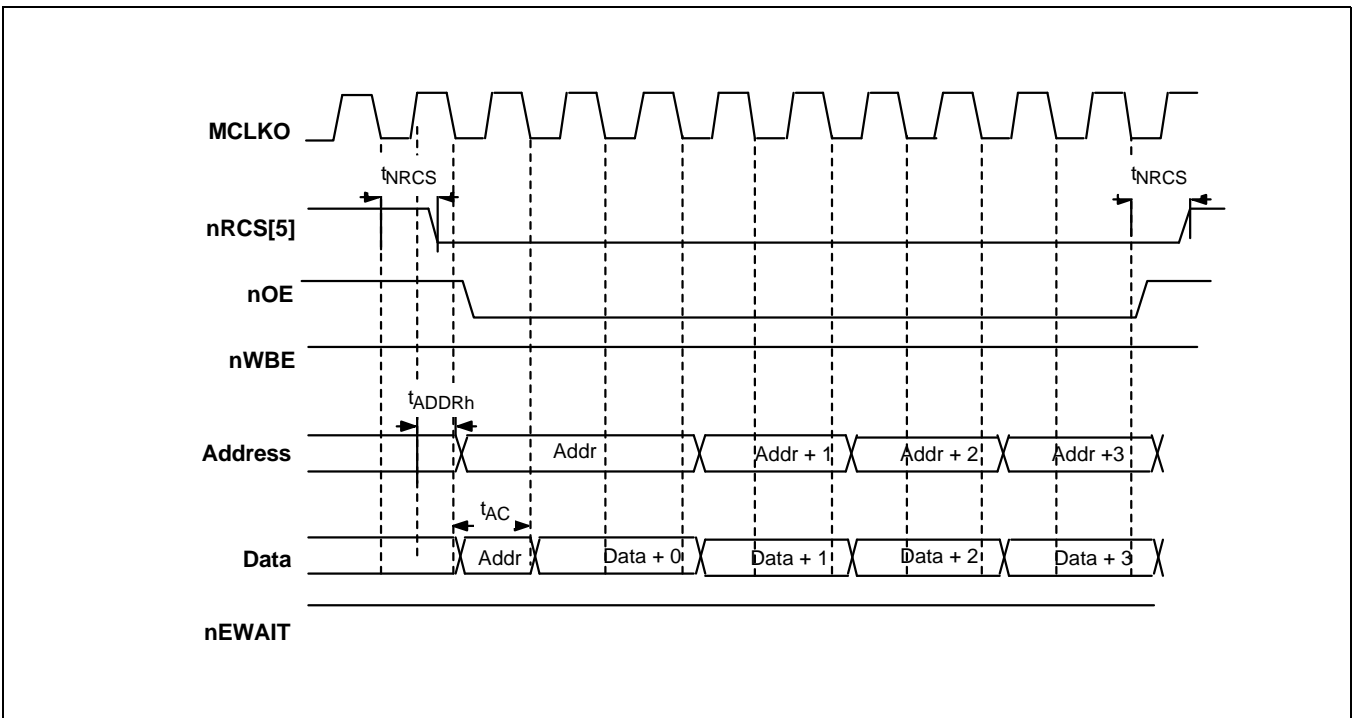 MCLKO
tNRCS
tNRCS
nRCS[5]
nOE
nWBE
tADDRh
Address
Addr
Addr + 1
Addr + 2
Addr +3
tAC
Data
Addr
Data + 0
Data + 1
Data + 2
Data + 3
nEWAIT